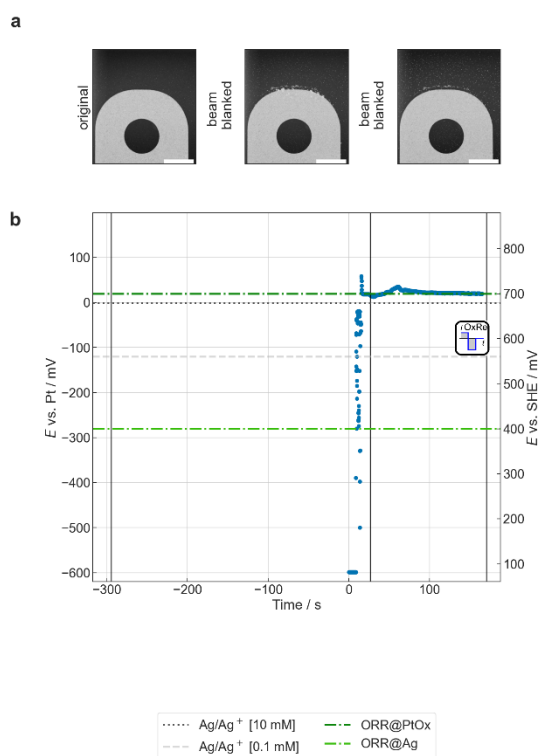 a
original
beam
blanked
beam
blanked
b
E vs. Pt / mV
100
0
−100
−200
−300
−400
−500
−600
800
700
600
500
400
300
200
100
E vs. SHE / mV
OxRe
t
−300
−200
−100
0
100
Time / s
Ag/Ag⁺ [10 mM]
Ag/Ag⁺ [0.1 mM]
ORR@PtOx
ORR@Ag